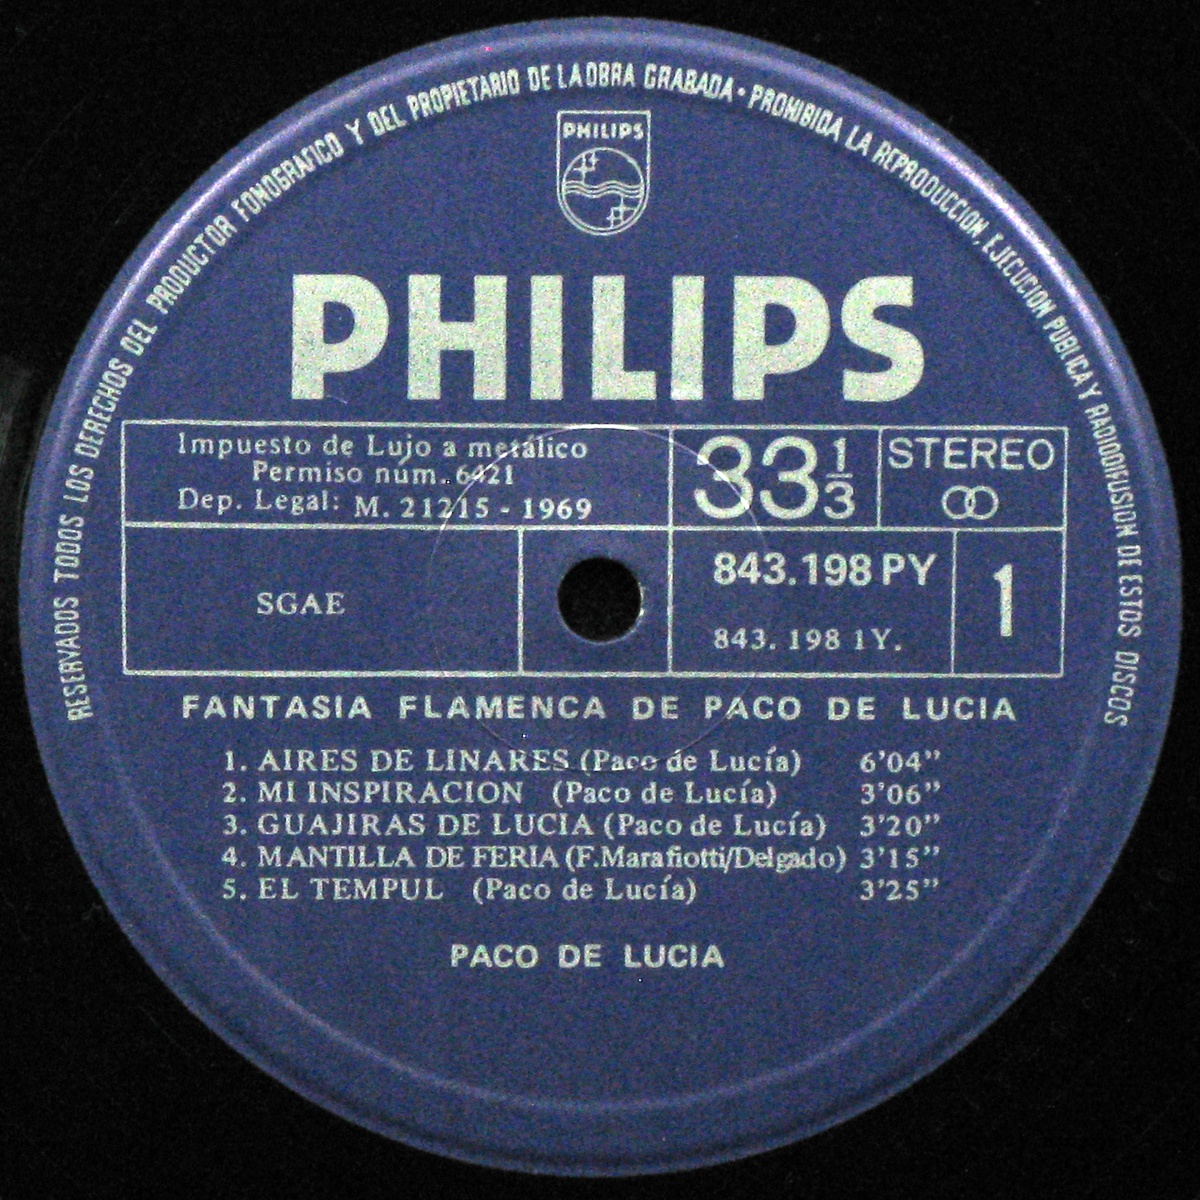 RESERVADOS TODOS LOS DERECHOS DEL PRODUCTOR FONOGRAFICO Y DEL PROPIETARIO DE LA OBRA GRABADA • PROHIBIDA LA REPRODUCCION, EJECUCION PUBLICA Y RADIODIFUSION DE ESTOS DISCOS
PHILIPS
PHILIPS
Impuesto de Lujo a metálico
Permiso núm. 6421
Dep. Legal: M. 21215 - 1969
33 1/3
STEREO
SGAE
843.198 PY
843. 198 1Y.
1
FANTASIA FLAMENCA DE PACO DE LUCIA
1. AIRES DE LINARES (Paco de Lucía) 6'04"
2. MI INSPIRACION (Paco de Lucía) 3'06"
3. GUAJIRAS DE LUCIA (Paco de Lucía) 3'20"
4. MANTILLA DE FERIA (F.Marafiotti/Delgado) 3'15"
5. EL TEMPUL (Paco de Lucía) 3'25"
PACO DE LUCIA